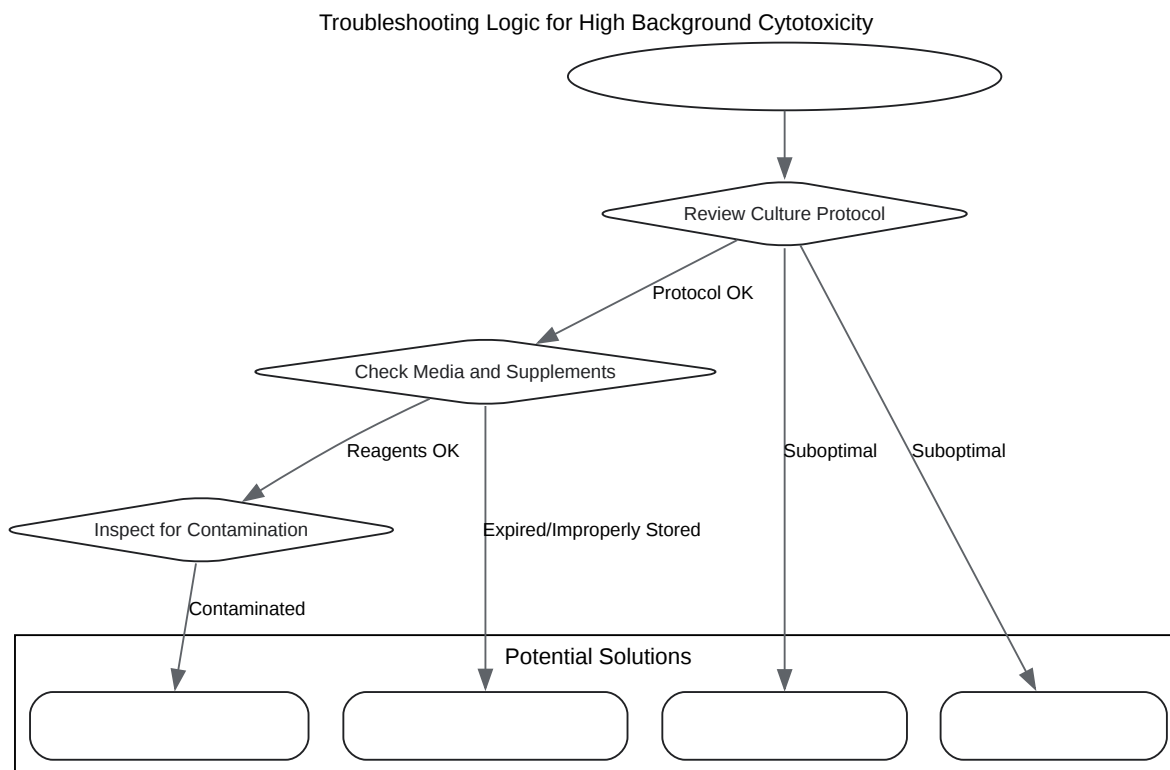 Troubleshooting Logic for High Background Cytotoxicity
Review Culture Protocol
Protocol OK
Check Media and Supplements
Reagents OK
Suboptimal
Suboptimal
Inspect for Contamination
Expired/Improperly Stored
Contaminated
Potential Solutions